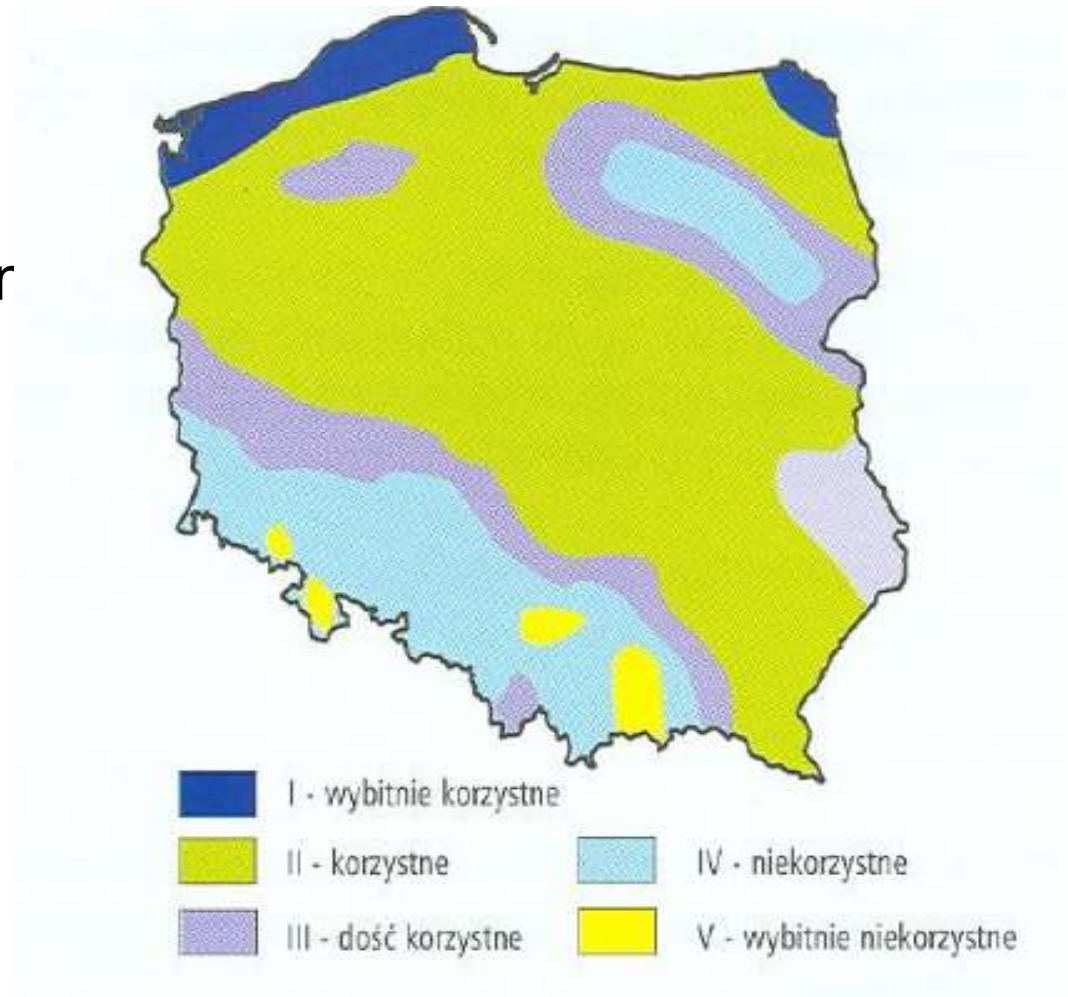 r
I - wybitnie korzystne
II - korzystne
IV - niekorzystne
III - dość korzystne
V - wybitnie niekorzystne